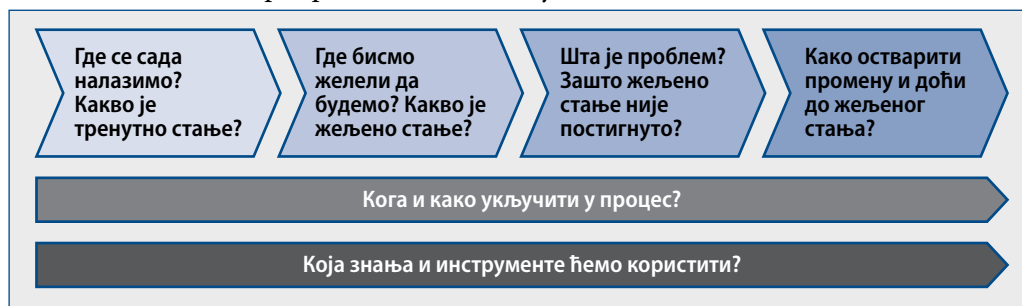 Где се сада
налазимо?
Какво је
тренутно стање?
Где бисмо
желели да
будемо? Какво је
жељено стање?
Шта је проблем?
Зашто жељено
стање није
постигнуто?
Како остварити
промену и доћи
до жељеног
стања?
Кога и како укључити у процес?
Која знања и инструменте ћемо користити?